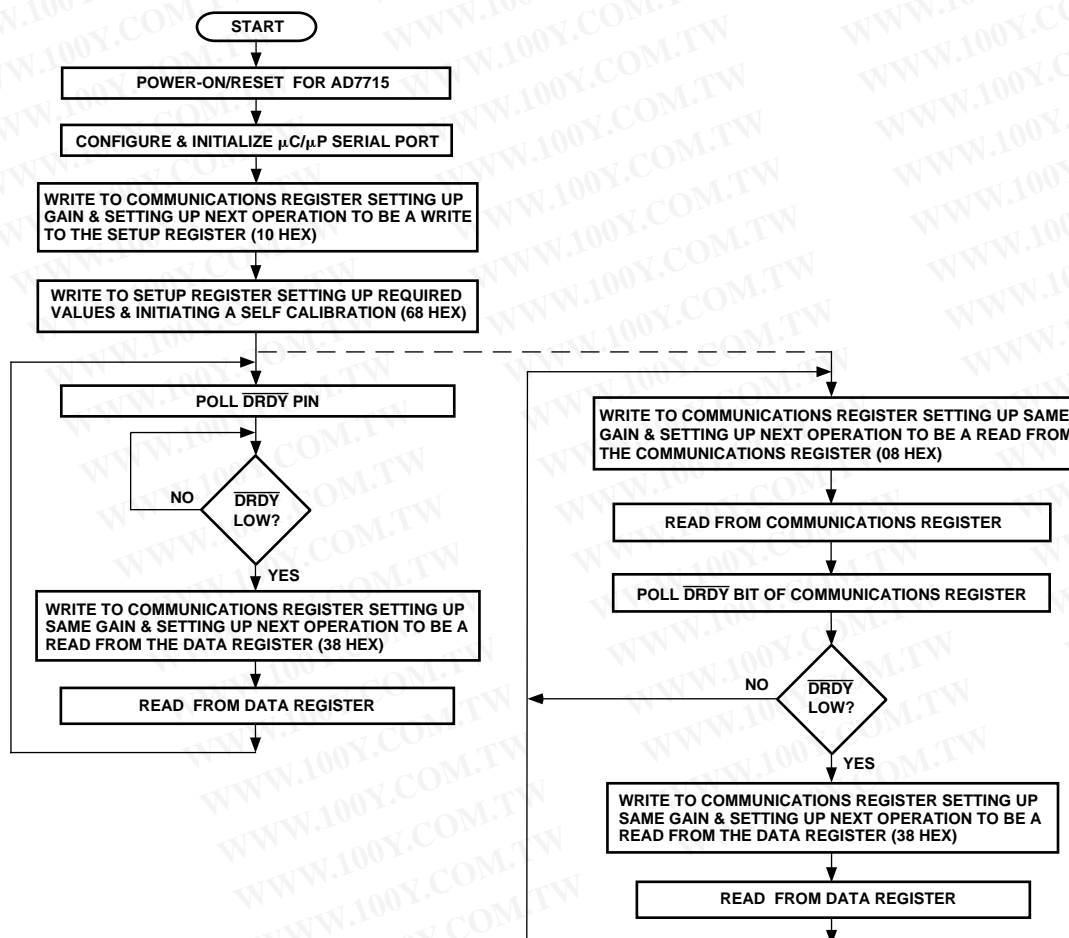 START
POWER-ON/RESET FOR AD7715
CONFIGURE & INITIALIZE μC/μP SERIAL PORT
WRITE TO COMMUNICATIONS REGISTER SETTING UP
GAIN & SETTING UP NEXT OPERATION TO BE A WRITE
TO THE SETUP REGISTER (10 HEX)
WRITE TO SETUP REGISTER SETTING UP REQUIRED
VALUES & INITIATING A SELF CALIBRATION (68 HEX)
POLL DRDY PIN
DRDY
LOW?
NO
YES
WRITE TO COMMUNICATIONS REGISTER SETTING UP
SAME GAIN & SETTING UP NEXT OPERATION TO BE A
READ FROM THE DATA REGISTER (38 HEX)
READ FROM DATA REGISTER
WRITE TO COMMUNICATIONS REGISTER SETTING UP SAME
GAIN & SETTING UP NEXT OPERATION TO BE A READ FROM
THE COMMUNICATIONS REGISTER (08 HEX)
READ FROM COMMUNICATIONS REGISTER
POLL DRDY BIT OF COMMUNICATIONS REGISTER
DRDY
LOW?
NO
YES
WRITE TO COMMUNICATIONS REGISTER SETTING UP
SAME GAIN & SETTING UP NEXT OPERATION TO BE A
READ FROM THE DATA REGISTER (38 HEX)
READ FROM DATA REGISTER
WWW.100Y.COM.TW